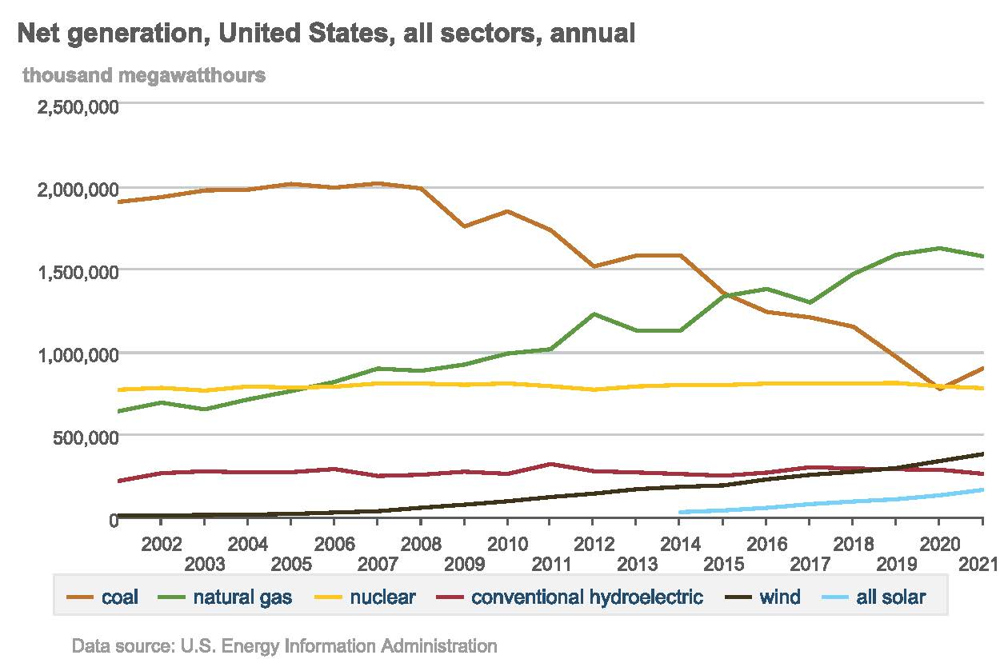 Net generation, United States, all sectors, annual
thousand megawatthours
2,500,000
2,000,000
1,500,000
1,000,000
500,000
0
2002 2004 2006 2008 2010 2012 2014 2016 2018 2020
2003 2005 2007 2009 2011 2013 2015 2017 2019 2021
coal natural gas nuclear conventional hydroelectric wind all solar
Data source: U.S. Energy Information Administration